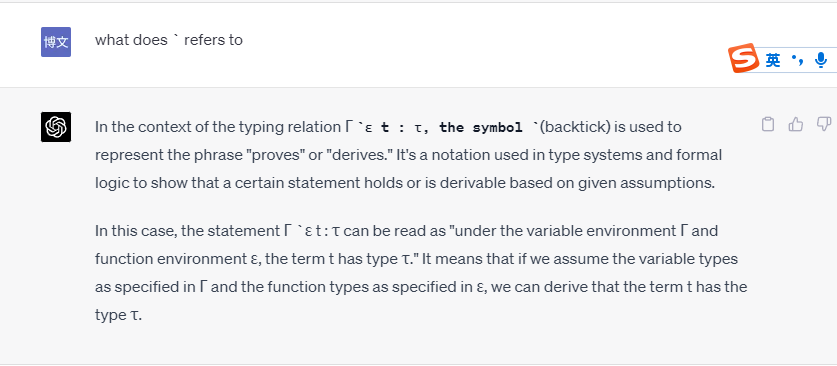 博文
what does ` refers to
英
In the context of the typing relation Γ `ε t : τ, the symbol `(backtick) is used to
represent the phrase "proves" or "derives." It's a notation used in type systems and formal
logic to show that a certain statement holds or is derivable based on given assumptions.
In this case, the statement Γ `ε t : τ can be read as "under the variable environment Γ and
function environment ε, the term t has type τ." It means that if we assume the variable types
as specified in Γ and the function types as specified in ε, we can derive that the term t has the
type τ.